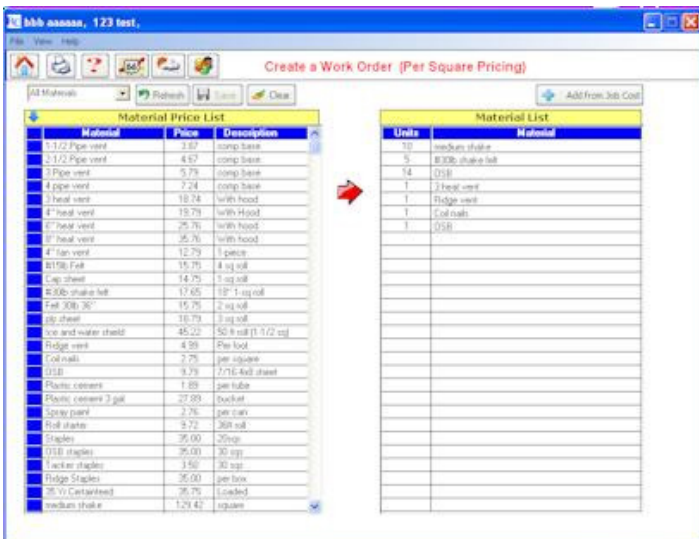 bbb aaaaaa, 123 test,
File View Help
Create a Work Order (Per Square Pricing)
All Materials Refresh Save Clear Add from Job Cost
Material Price List
Material Price Description
1-1/2 Pipe vent 3.87 comp base
2-1/2 Pipe vent 4.67 comp base
3 Pipe vent 5.79 comp base
4 pipe vent 7.24 comp base
3 heat vent 18.74 With hood
4" heat vent 19.79 With Hood
6" heat vent 25.76 with hood
8" heat vent 35.76 with hood
4" fan vent 12.79 1-piece
#15lb Felt 15.75 4 sq roll
Cap sheet 14.75 1-sq roll
#30lb shake felt 17.65 18" 1-sq roll
Felt 30lb 36" 15.75 2 sq roll
ply sheet 18.79 3 sq roll
Ice and water shield 45.22 50 ft roll (1-1/2 sq)
Ridge vent 4.99 Per foot
Coil nails 2.75 per square
OSB 9.79 7/16 4x8 sheet
Plastic cement 1.89 per tube
Plastic cement 3 gal. 27.89 bucket
Spray paint 2.76 per can
Roll starter 9.72 36ft roll
Staples 35.00 20sqs
OSB staples 35.00 30 sqs
Tacker staples 3.50 30 sqs
Ridge Staples 35.00 per box
35 Yr Certainteed 35.75 Loaded
medium shake 129.42 square
Material List
Units Material
10 medium shake
5 #30lb shake felt
14 OSB
1 3 heat vent
1 Ridge vent
1 Coil nails
1 OSB